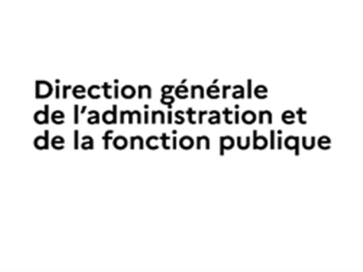 Direction générale
de l'administration et
de la fonction publique